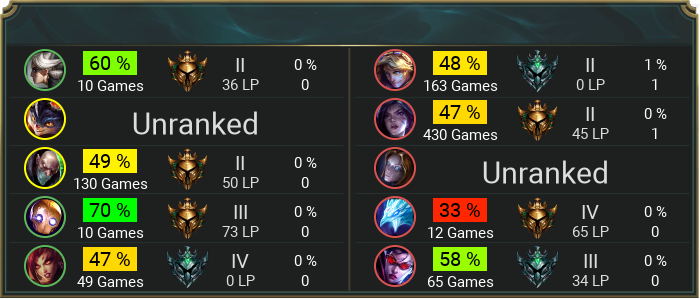 60 % II 0 %
10 Games 36 LP 0
Unranked
49 % II 0 %
130 Games 50 LP 0
70 % III 0 %
10 Games 73 LP 0
47 % IV 0 %
49 Games 0 LP 0
48 % II 1 %
163 Games 0 LP 1
47 % II 0 %
430 Games 45 LP 1
Unranked
33 % IV 0 %
12 Games 65 LP 0
58 % III 0 %
65 Games 34 LP 0